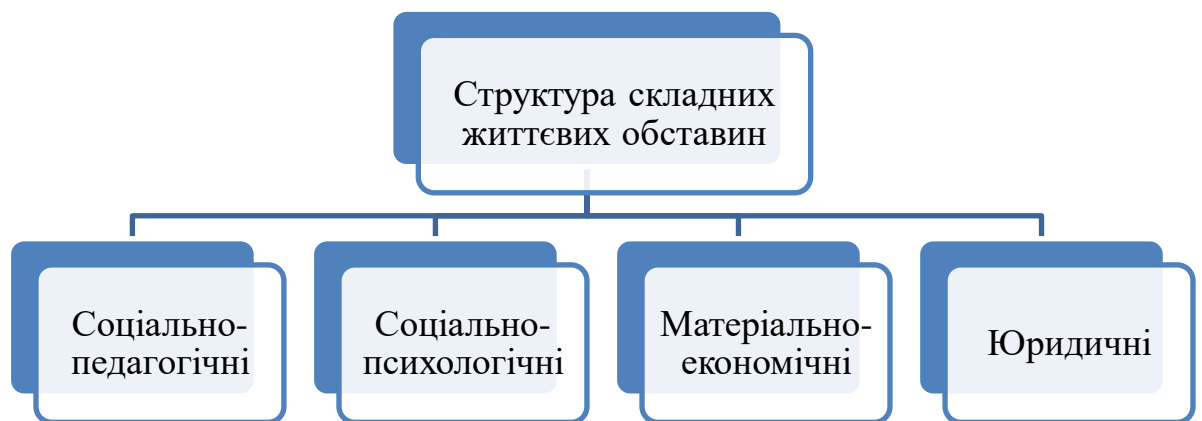 Структура складних
життєвих обставин
Соціально-
педагогічні
Соціально-
психологічні
Матеріально-
економічні
Юридичні